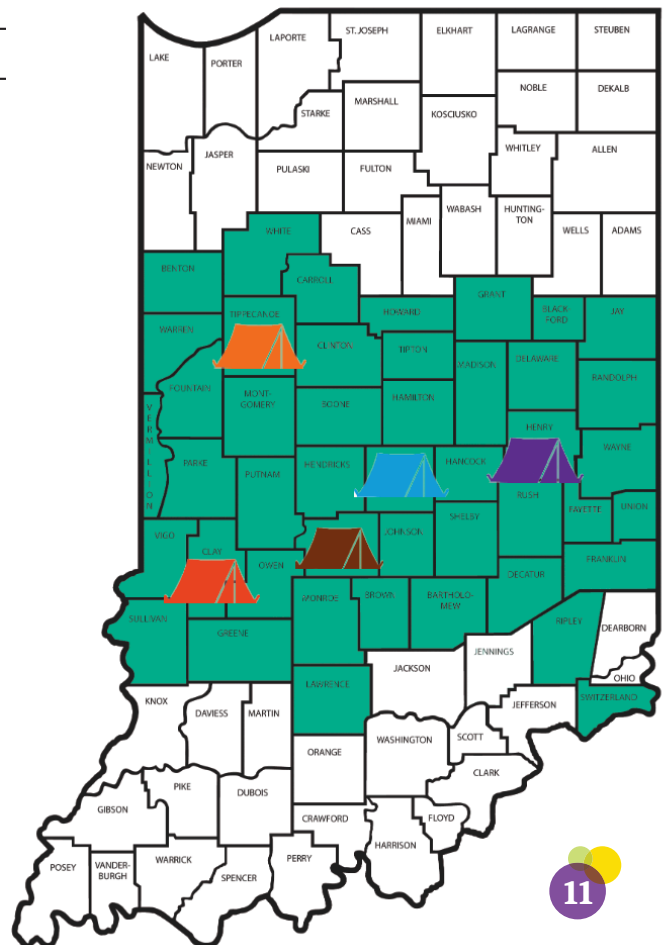 LAKE
PORTER
LAPORTE
ST. JOSEPH
ELKHART
LAGRANGE
STEUBEN
STARKE
MARSHALL
KOSCIUSKO
NOBLE
DEKALB
NEWTON
JASPER
PULASKI
FULTON
WHITLEY
ALLEN
WHITE
CASS
MIAMI
WABASH
HUNTING-
TON
WELLS
ADAMS
BENTON
CARROLL
GRANT
BLACK
FORD
JAY
WARREN
TIPPECANOE
HOWARD
CLINTON
TIPTON
MADISON
DELAWARE
RANDOLPH
FOUNTAIN
MONT-
GOMERY
BOONE
HAMILTON
HENRY
WAYNE
VERMILLION
PARKE
PUTNAM
HENDRICKS
HANCOCK
RUSH
FAYETTE
UNION
VIGO
CLAY
OWEN
JOHNSON
SHELBY
DECATUR
FRANKLIN
SULLIVAN
GREENE
MONROE
BROWN
BARTHOLO-
MEW
RIPLEY
DEARBORN
JENNINGS
JACKSON
OHIO
LAWRENCE
JEFFERSON
SWITZERLAND
KNOX
DAVIESS
MARTIN
ORANGE
WASHINGTON
SCOTT
CLARK
GIBSON
PIKE
DUBOIS
CRAWFORD
FLOYD
HARRISON
POSEY
VANDER-
BURGH
WARRICK
SPENCER
PERRY
11